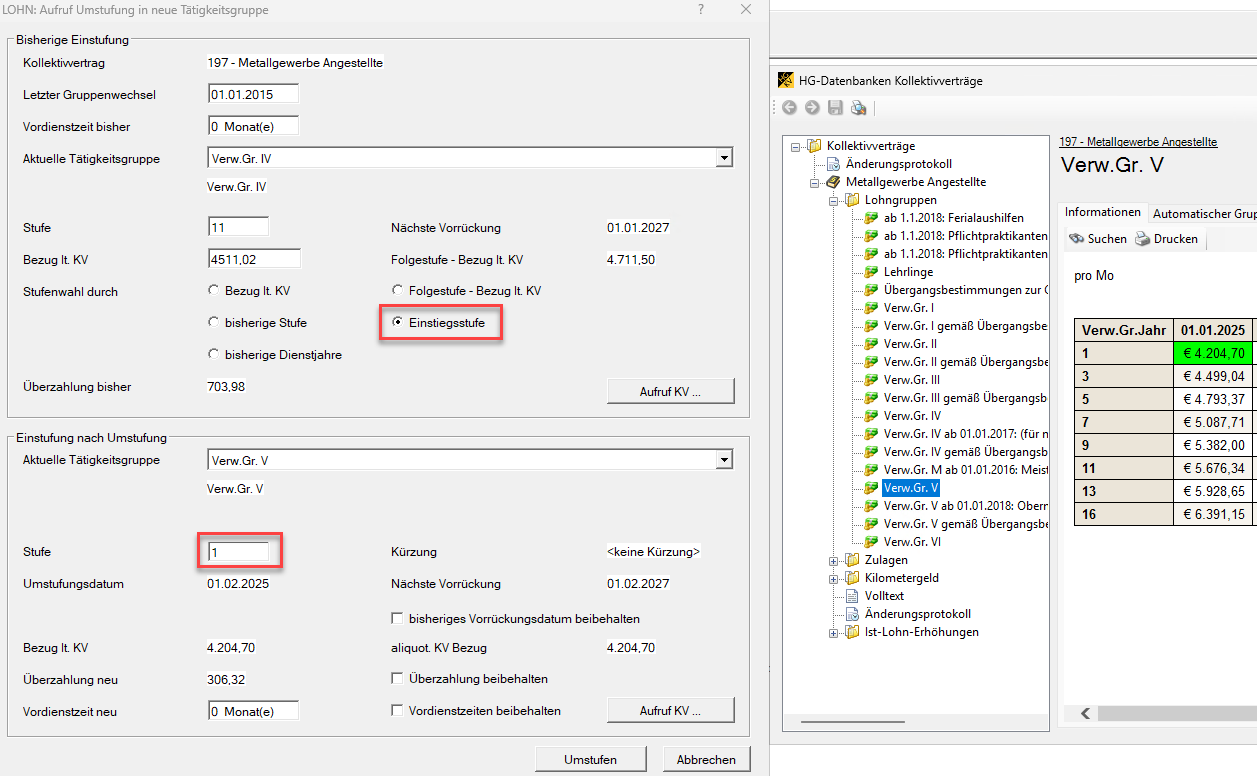 LOHN: Aufruf Umstufung in neue Tätigkeitsgruppe ?
Bisherige Einstufung
Kollektivvertrag 197 - Metallgewerbe Angestellte
Letzter Gruppenwechsel 01.01.2015
Vordienstzeit bisher 0 Monat(e)
Aktuelle Tätigkeitsgruppe Verw.Gr. IV
Verw.Gr. IV
Stufe 11 Nächste Vorrückung 01.01.2027
Bezug lt. KV 4511,02 Folgestufe - Bezug lt. KV 4.711,50
Stufenwahl durch Bezug lt. KV Folgestufe - Bezug lt. KV
bisherige Stufe Einstiegsstufe
bisherige Dienstjahre
Überzahlung bisher 703,98 Aufruf KV ...
Einstufung nach Umstufung
Aktuelle Tätigkeitsgruppe Verw.Gr. V
Verw.Gr. V
Stufe 1 Kürzung <keine Kürzung>
Umstufungsdatum 01.02.2025 Nächste Vorrückung 01.02.2027
bisheriges Vorrückungsdatum beibehalten
Bezug lt. KV 4.204,70 aliquot. KV Bezug 4.204,70
Überzahlung neu 306,32 Überzahlung beibehalten
Vordienstzeit neu 0 Monat(e) Vordienstzeiten beibehalten Aufruf KV ...
Umstufen Abbrechen
HG-Datenbanken Kollektivverträge
Kollektivverträge
Änderungsprotokoll
Metallgewerbe Angestellte
Lohngruppen
ab 1.1.2018: Ferialaushilfen
ab 1.1.2018: Pflichtpraktikanten
ab 1.1.2018: Pflichtpraktikanten
Lehrlinge
Übergangsbestimmungen zur
Verw.Gr. I
Verw.Gr. I gemäß Übergangsbe
Verw.Gr. II
Verw.Gr. II gemäß Übergangsbe
Verw.Gr. III
Verw.Gr. III gemäß Übergangsb
Verw.Gr. IV
Verw.Gr. IV ab 01.01.2017: (für n
Verw.Gr. IV gemäß Übergangsb
Verw.Gr. M ab 01.01.2016: Meist
Verw.Gr. V
Verw.Gr. V ab 01.01.2018: Oberm
Verw.Gr. V gemäß Übergangsbe
Verw.Gr. VI
Zulagen
Kilometergeld
Volltext
Änderungsprotokoll
Ist-Lohn-Erhöhungen
197 - Metallgewerbe Angestellte
Verw.Gr. V
Informationen Automatischer Grup
Suchen Drucken
pro Mo
Verw.Gr.Jahr 01.01.2025
1 € 4.204,70
3 € 4.499,04
5 € 4.793,37
7 € 5.087,71
9 € 5.382,00
11 € 5.676,34
13 € 5.928,65
16 € 6.391,15